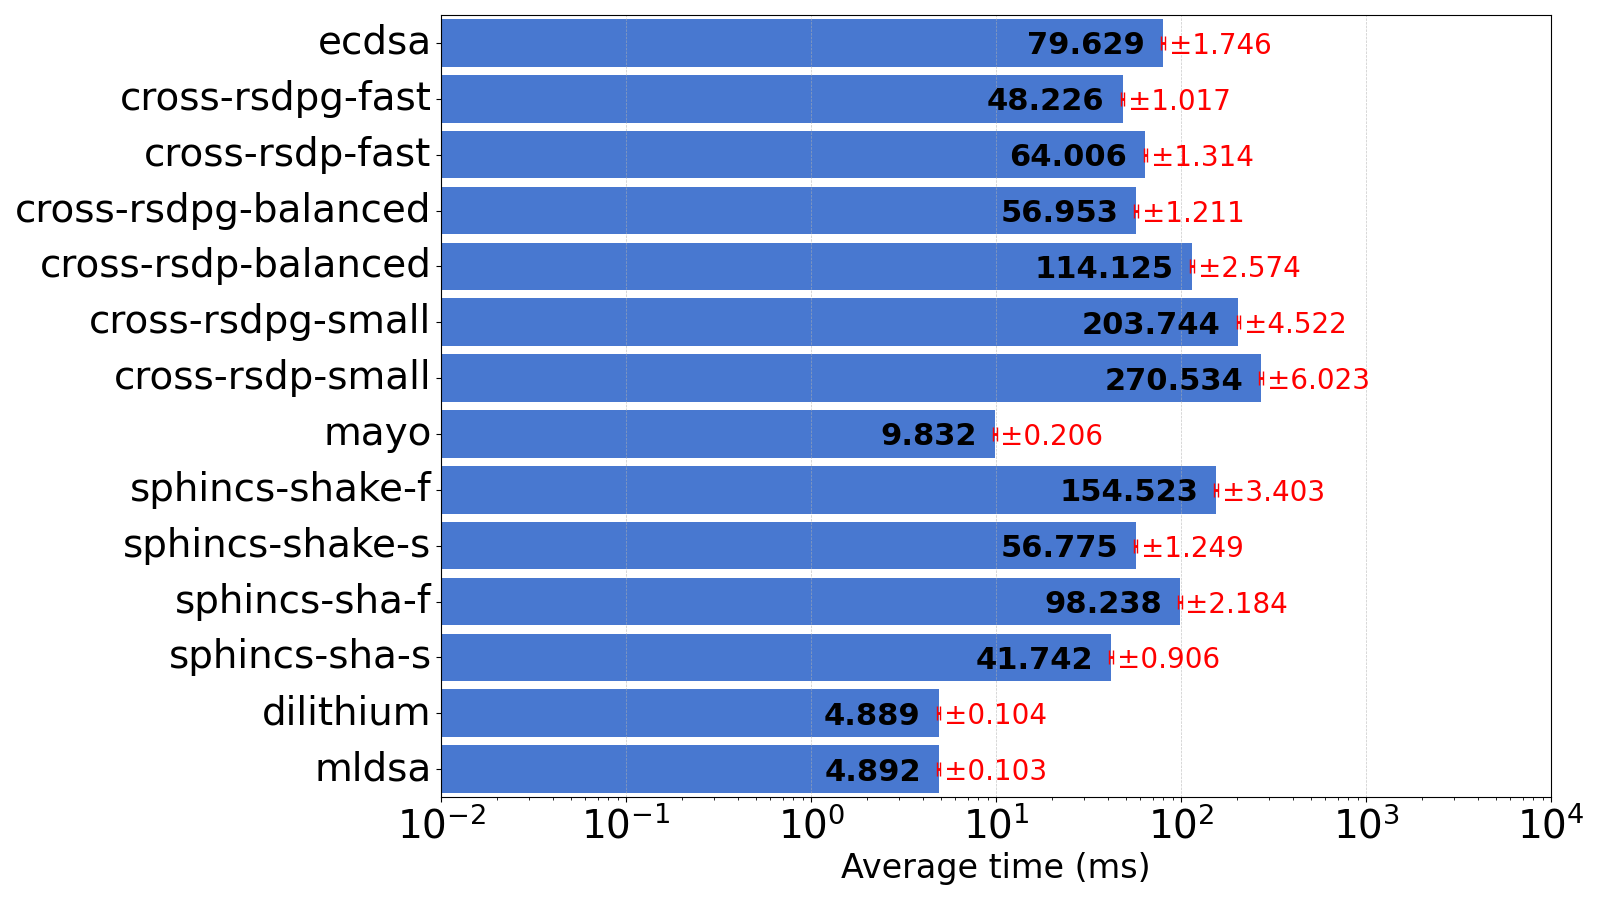 ecdsa 79.629 ±1.746
cross-rsdpg-fast 48.226 ±1.017
cross-rsdp-fast 64.006 ±1.314
cross-rsdpg-balanced 56.953 ±1.211
cross-rsdp-balanced 114.125 ±2.574
cross-rsdpg-small 203.744 ±4.522
cross-rsdp-small 270.534 ±6.023
mayo 9.832 ±0.206
sphincs-shake-f 154.523 ±3.403
sphincs-shake-s 56.775 ±1.249
sphincs-sha-f 98.238 ±2.184
sphincs-sha-s 41.742 ±0.906
dilithium 4.889 ±0.104
mldsa 4.892 ±0.103
10⁻² 10⁻¹ 10⁰ 10¹ 10² 10³ 10⁴
Average time (ms)